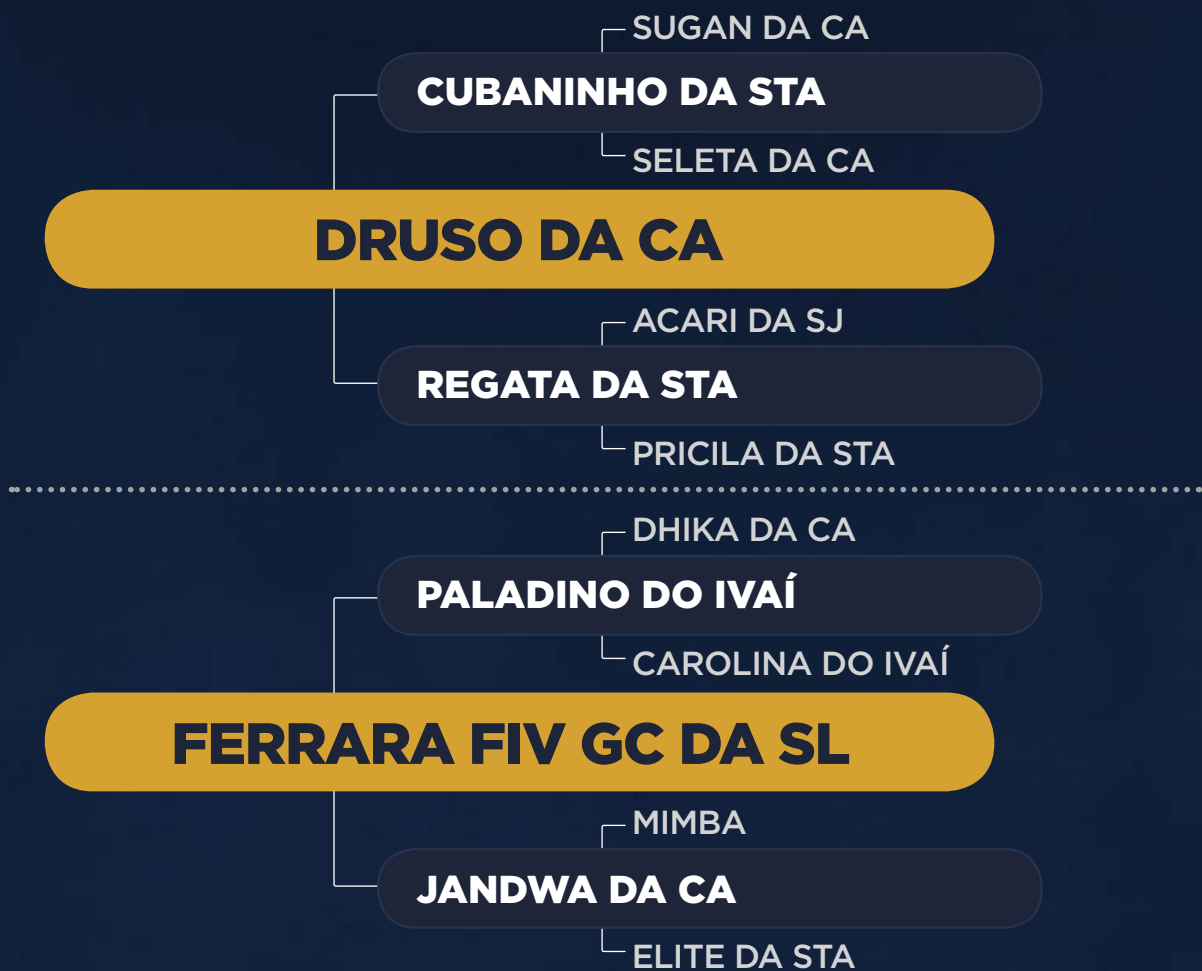 SUGAN DA CA
CUBANINHO DA STA
SELETA DA CA
DRUSO DA CA
ACARI DA SJ
REGATA DA STA
PRICILA DA STA
DHIKA DA CA
PALADINO DO IVAÍ
CAROLINA DO IVAÍ
FERRARA FIV GC DA SL
MIMBA
JANDWA DA CA
ELITE DA STA